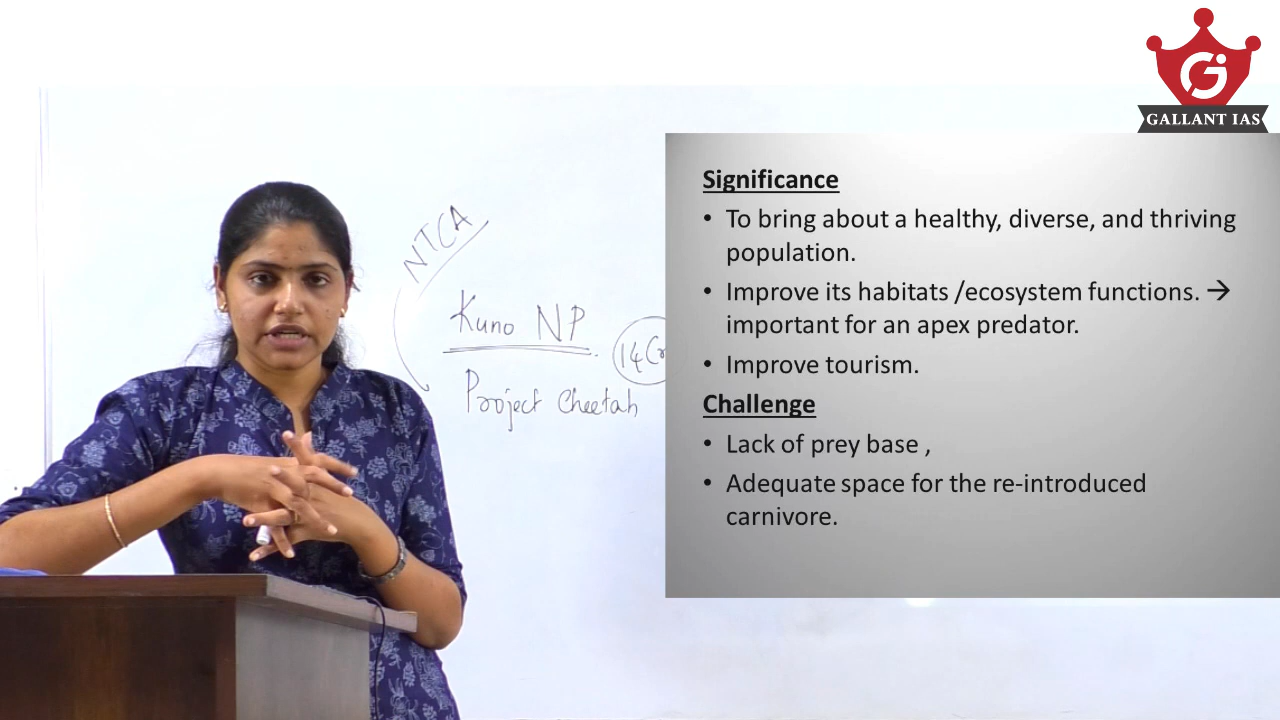 GALLANT IAS
NTCA
Kuno NP
14Cr
Project Cheetah
Significance
• To bring about a healthy, diverse, and thriving
population.
• Improve its habitats /ecosystem functions. →
important for an apex predator.
• Improve tourism.
Challenge
• Lack of prey base ,
• Adequate space for the re-introduced
carnivore.